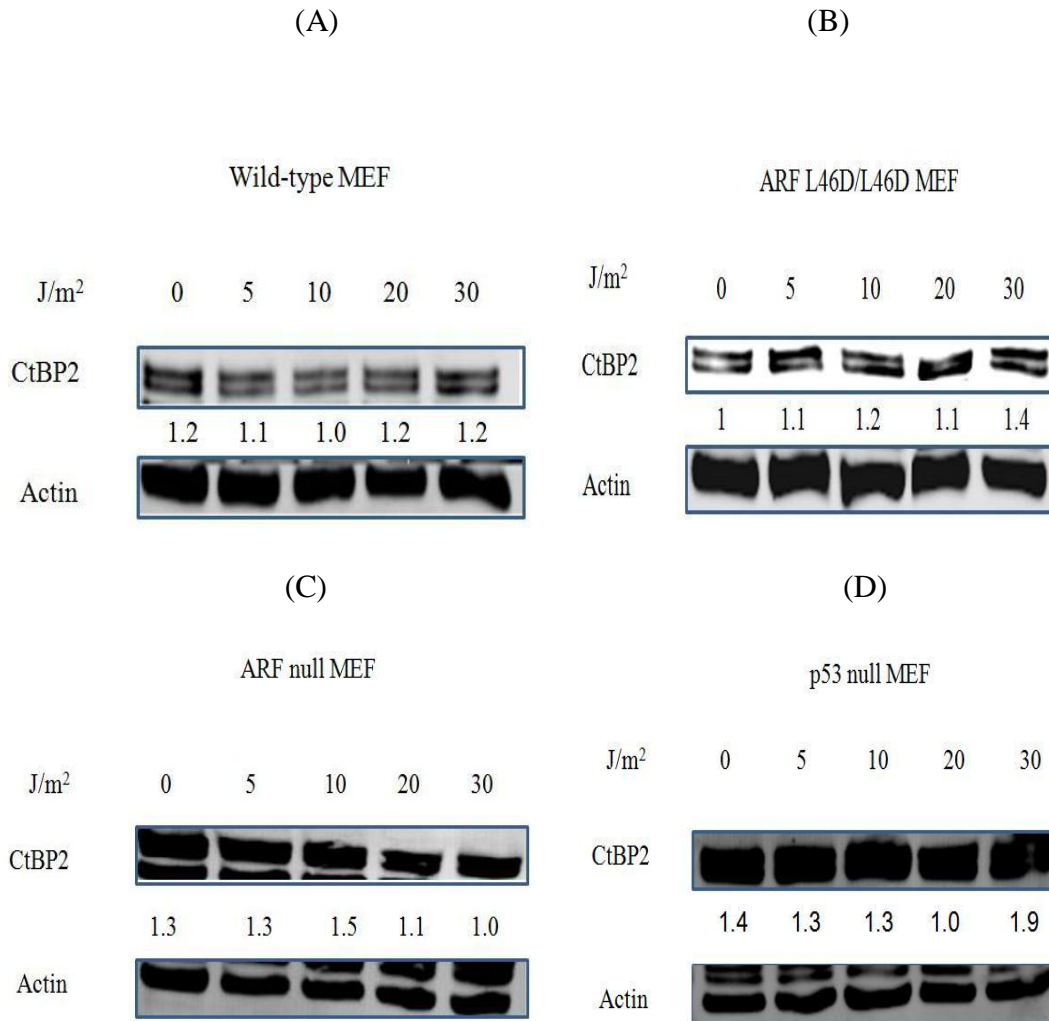 (A)
Wild-type MEF
J/m² 0 5 10 20 30
CtBP2
1.2 1.1 1.0 1.2 1.2
Actin
(B)
ARF L46D/L46D MEF
J/m² 0 5 10 20 30
CtBP2
1 1.1 1.2 1.1 1.4
Actin
(C)
ARF null MEF
J/m² 0 5 10 20 30
CtBP2
1.3 1.3 1.5 1.1 1.0
Actin
(D)
p53 null MEF
J/m² 0 5 10 20 30
CtBP2
1.4 1.3 1.3 1.0 1.9
Actin